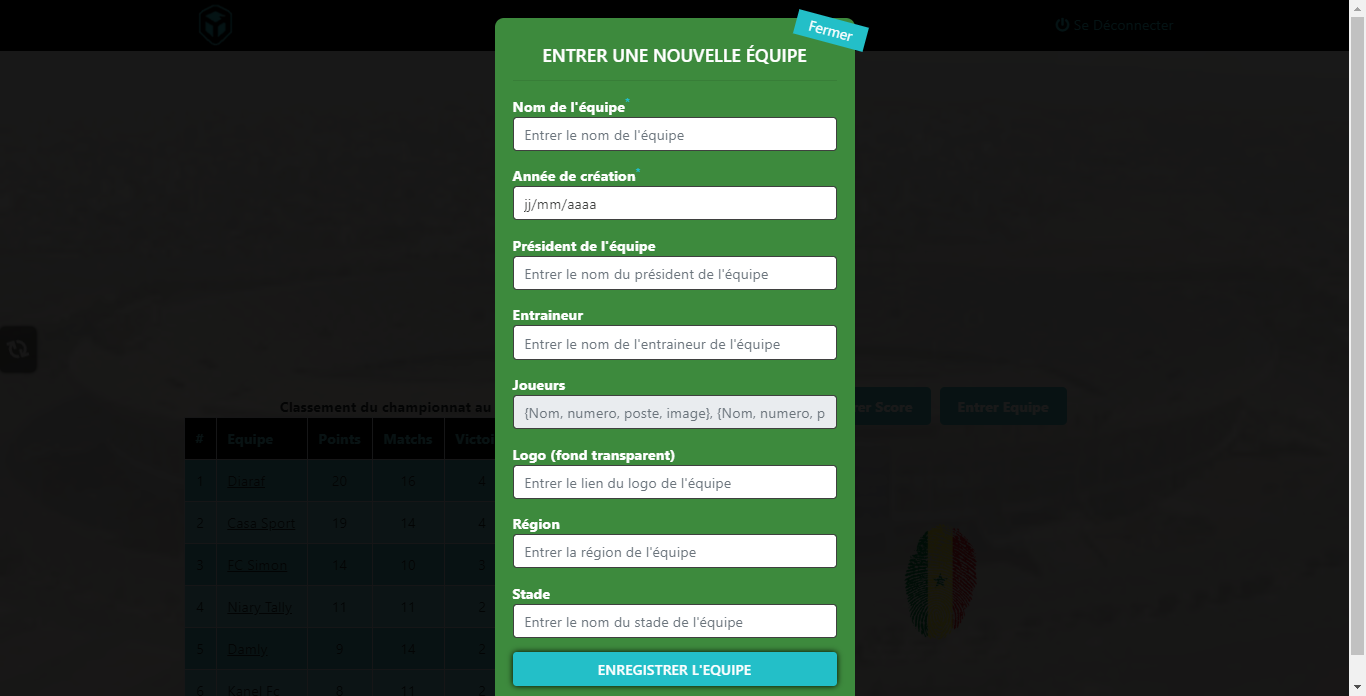 Se Déconnecter
Fermer
ENTRER UNE NOUVELLE ÉQUIPE
Nom de l'équipe*
Entrer le nom de l'équipe
Année de création*
jj/mm/aaaa
Président de l'équipe
Entrer le nom du président de l'équipe
Entraineur
Entrer le nom de l'entraineur de l'équipe
Joueurs
{Nom, numero, poste, image}, {Nom, numero, p
Classement du championnat au
rer Score
Entrer Equipe
# Equipe Points Matchs Victoi
Logo (fond transparent)
Entrer le lien du logo de l'équipe
1 Diaraf 20 16 4
2 Casa Sport 19 14 4
Région
Entrer la région de l'équipe
3 FC Simon 14 10 3
Stade
Entrer le nom du stade de l'équipe
4 Niary Tally 11 11 2
5 Damly 9 14 2
ENREGISTRER L'EQUIPE
6 Kanel Fc 8 11 2